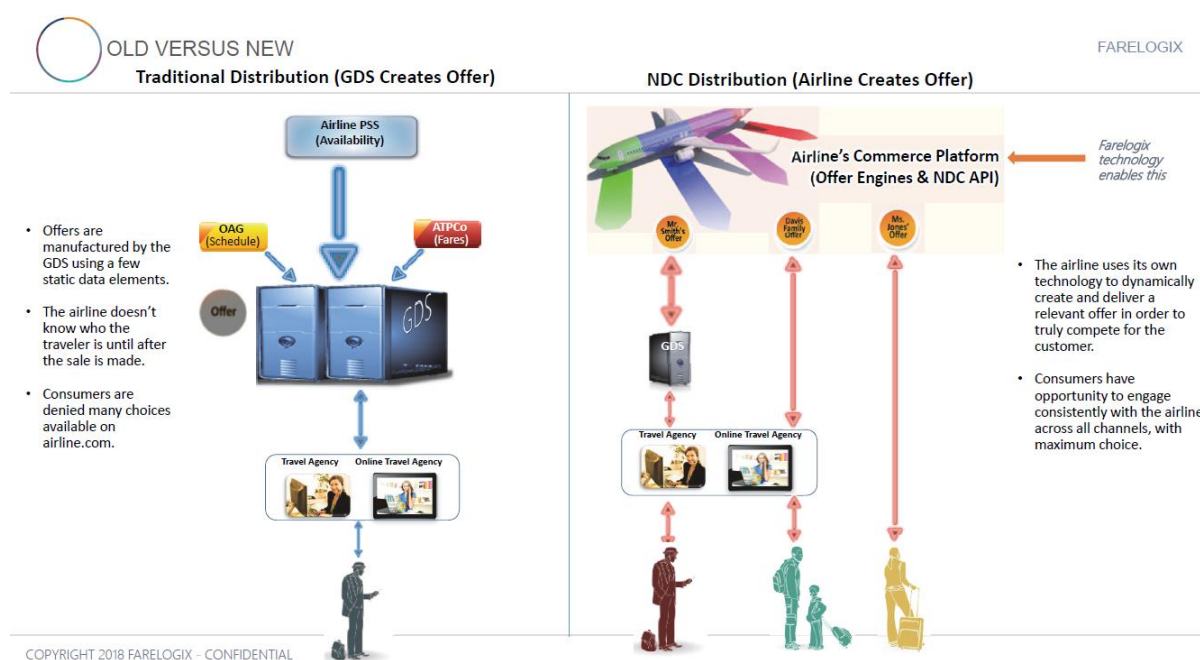 OLD VERSUS NEW
FARELOGIX
Traditional Distribution (GDS Creates Offer)
Airline PSS
(Availability)
OAG
(Schedule)
ATPCo
(Fares)
Offer
GDS
• Offers are
manufactured by the
GDS using a few
static data elements.
• The airline doesn’t
know who the
traveler is until after
the sale is made.
• Consumers are
denied many choices
available on
airline.com.
Travel Agency
Online Travel Agency
NDC Distribution (Airline Creates Offer)
Airline’s Commerce Platform
(Offer Engines & NDC API)
Farelogix
technology
enables this
Mr.
Smith's
Offer
Davis
Family
Offer
Ms.
Jones'
Offer
GDS
Travel Agency
Online Travel Agency
• The airline uses its own
technology to dynamically
create and deliver a
relevant offer in order to
truly compete for the
customer.
• Consumers have
opportunity to engage
consistently with the airline
across all channels, with
maximum choice.
COPYRIGHT 2018 FARELOGIX - CONFIDENTIAL